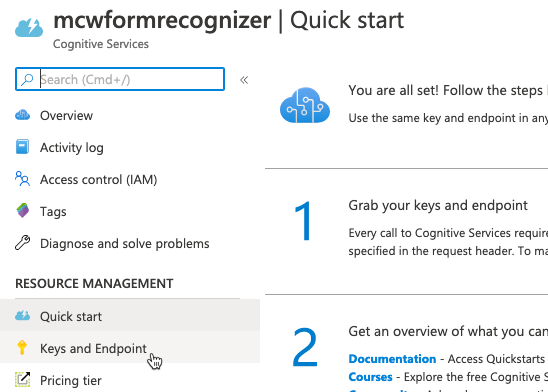 mcwformrecognizer | Quick start
Cognitive Services
Search (Cmd+/)
«
Overview
Activity log
Access control (IAM)
Tags
Diagnose and solve problems
RESOURCE MANAGEMENT
Quick start
Keys and Endpoint
Pricing tier
You are all set! Follow the steps
Use the same key and endpoint in any
1
Grab your keys and endpoint
Every call to Cognitive Services require
specified in the request header. To ma
2
Get an overview of what you can
Documentation - Access Quickstarts
Courses - Explore the free Cognitive S